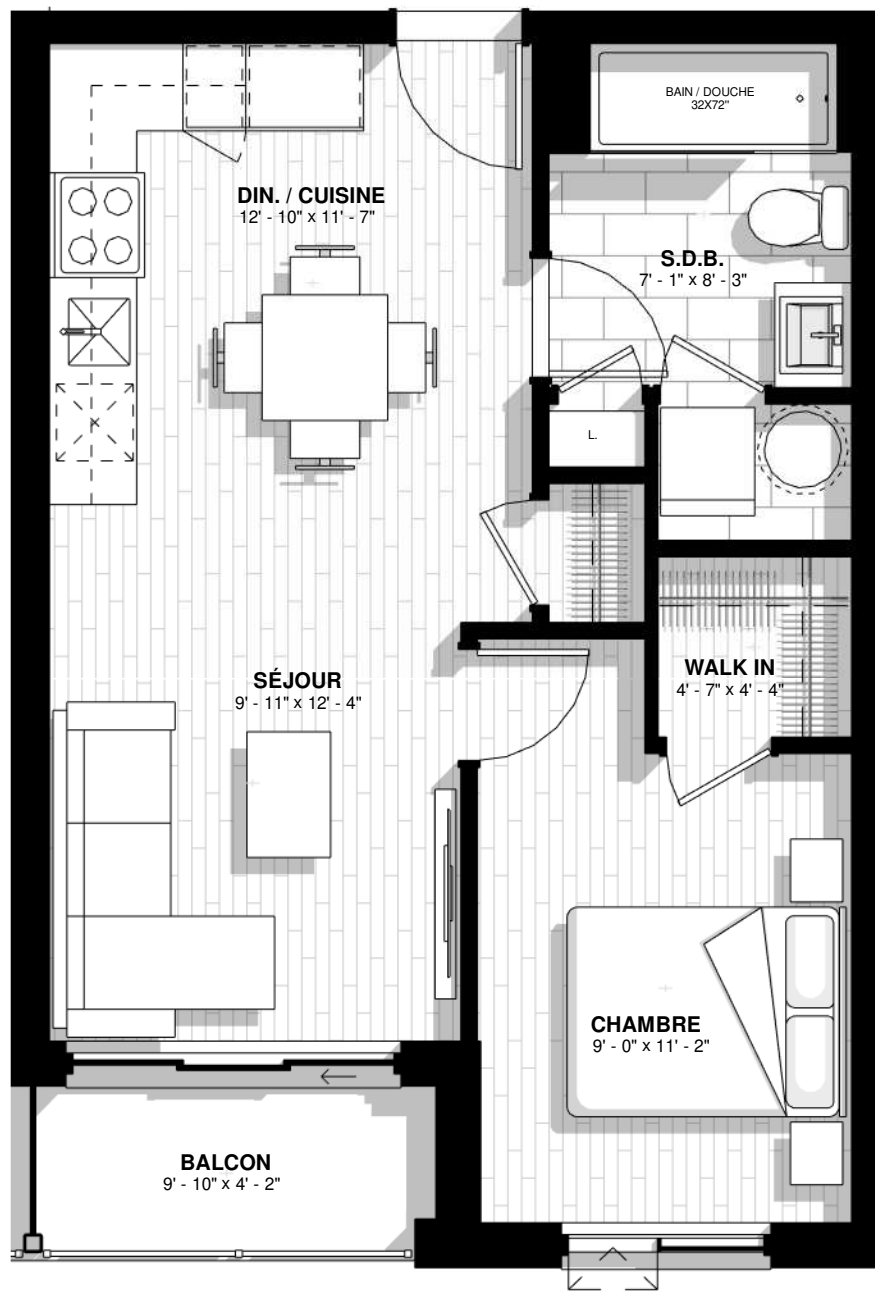 BAIN / DOUCHE
32X72"
DIN. / CUISINE
12' - 10" x 11' - 7"
S.D.B.
7' - 1" x 8' - 3"
L.
SÉJOUR
9' - 11" x 12' - 4"
WALK IN
4' - 7" x 4' - 4"
CHAMBRE
9' - 0" x 11' - 2"
BALCON
9' - 10" x 4' - 2"